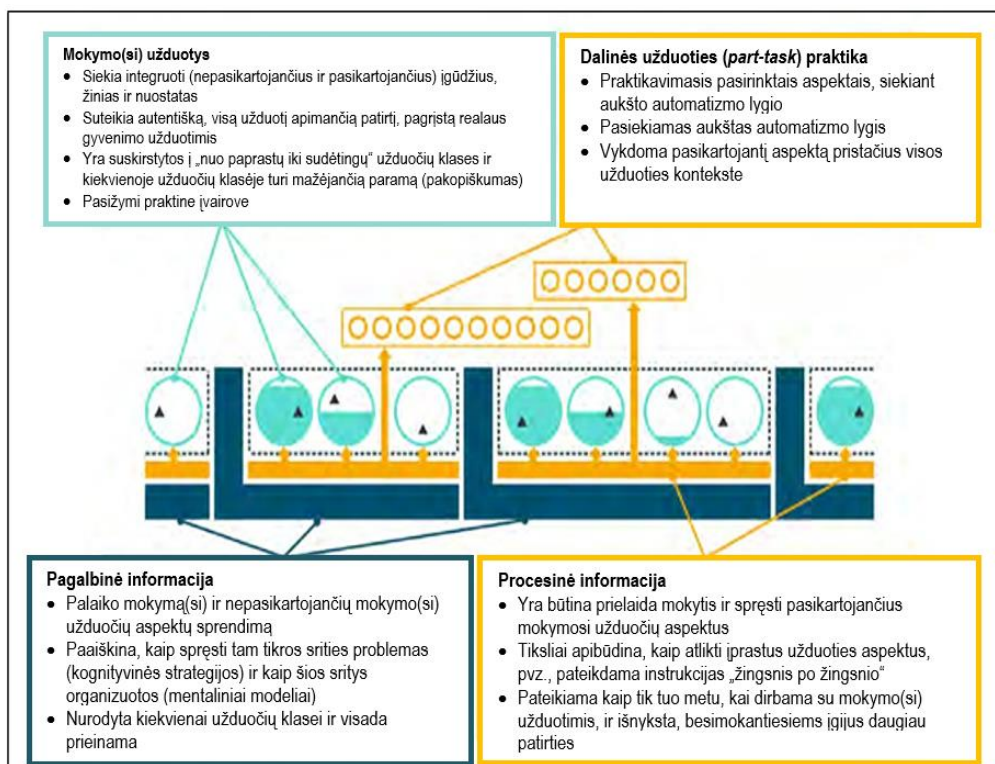 Mokymo(si) užduotys
• Siekia integruoti (nepasikartojančius ir pasikartojančius) įgūdžius,
žinias ir nuostatas
• Suteikia autentišką, visą užduotį apimančią patirtį, pagrįstą realaus
gyvenimo užduotimis
• Yra suskirstytos į „nuo paprastų iki sudėtingų“ užduočių klases ir
kiekvienoje užduočių klasėje turi mažėjančią paramą (pakopiškumas)
• Pasižymi praktine įvairove
Dalinės užduoties (part-task) praktika
• Praktikavimasis pasirinktais aspektais, siekiant
aukšto automatizmo lygio
• Pasiekiamas aukštas automatizmo lygis
• Vykdoma pasikartojantį aspektą pristačius visos
užduoties kontekste
Pagalbinė informacija
• Palaiko mokymą(si) ir nepasikartojančių mokymo(si)
užduočių aspektų sprendimą
• Paaiškina, kaip spręsti tam tikros srities problemas
(kognityvinės strategijos) ir kaip šios sritys
organizuotos (mentaliniai modeliai)
• Nurodyta kiekvienai užduočių klasei ir visada
prieinama
Procesinė informacija
• Yra būtina prielaida mokytis ir spręsti pasikartojančius
mokymosi užduočių aspektus
• Tiksliai apibūdina, kaip atlikti įprastus užduoties aspektus,
pvz., pateikdama instrukcijas „žingsnis po žingsnio“
• Pateikiama kaip tik tuo metu, kai dirbama su mokymo(si)
užduotimis, ir išnyksta, besimokantiesiems įgijus daugiau
patirties